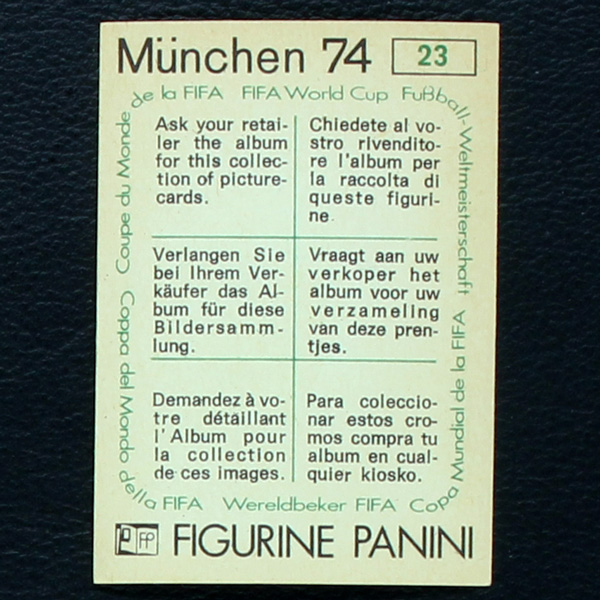 München 74 23
de la FIFA FIFA World Cup Fußball-Weltmeisterschaft
Ask your retai-
ler the album
for this collec-
tion of picture-
cards.
Chiedete al vo-
stro rivendito-
re l'album per
la raccolta di
queste figuri-
ne.
Verlangen Sie
bei Ihrem Ver-
käufer das Al-
bum für diese
Bildersamm-
lung.
Vraagt aan uw
verkoper het
album voor uw
verzameling
van deze pren-
tjes.
Demandez à vo-
tre détaillant
l'Album pour
la collection
de ces images.
Para coleccio-
nar estos cro-
mos compra tu
album en cual-
quier kiosko.
Coupe du Monde
Coppa del Mondo
Copa Mundial de la FIFA
della FIFA Wereldbeker FIFA
FP FIGURINE PANINI